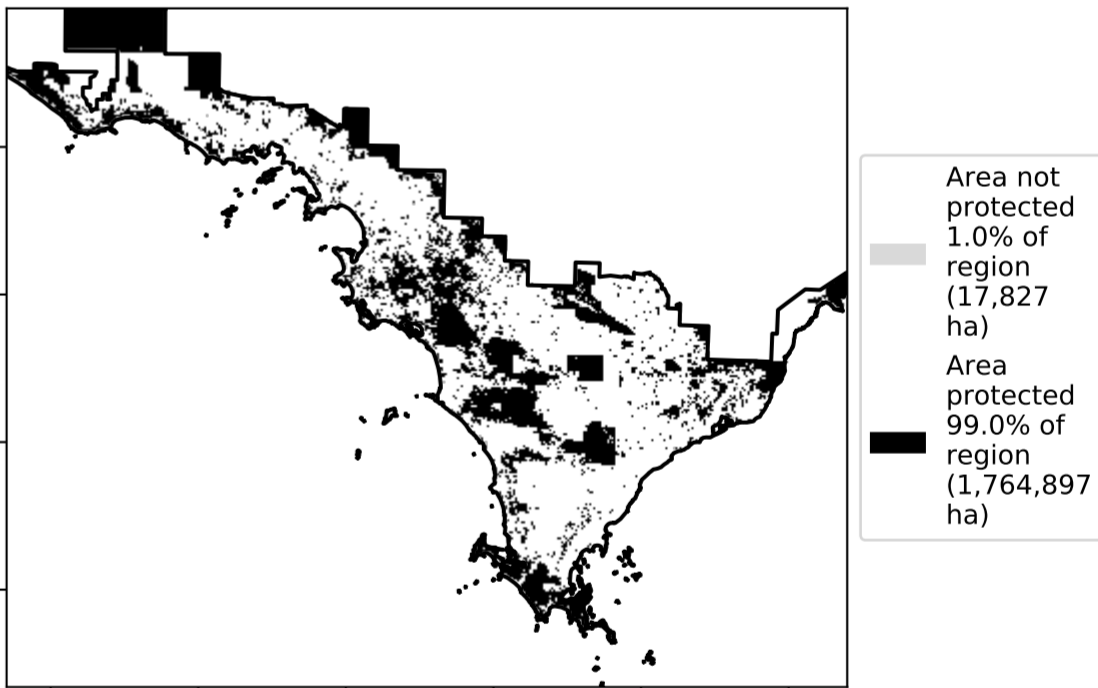 Area not
protected
1.0% of
region
(17,827
ha)
Area
protected
99.0% of
region
(1,764,897
ha)